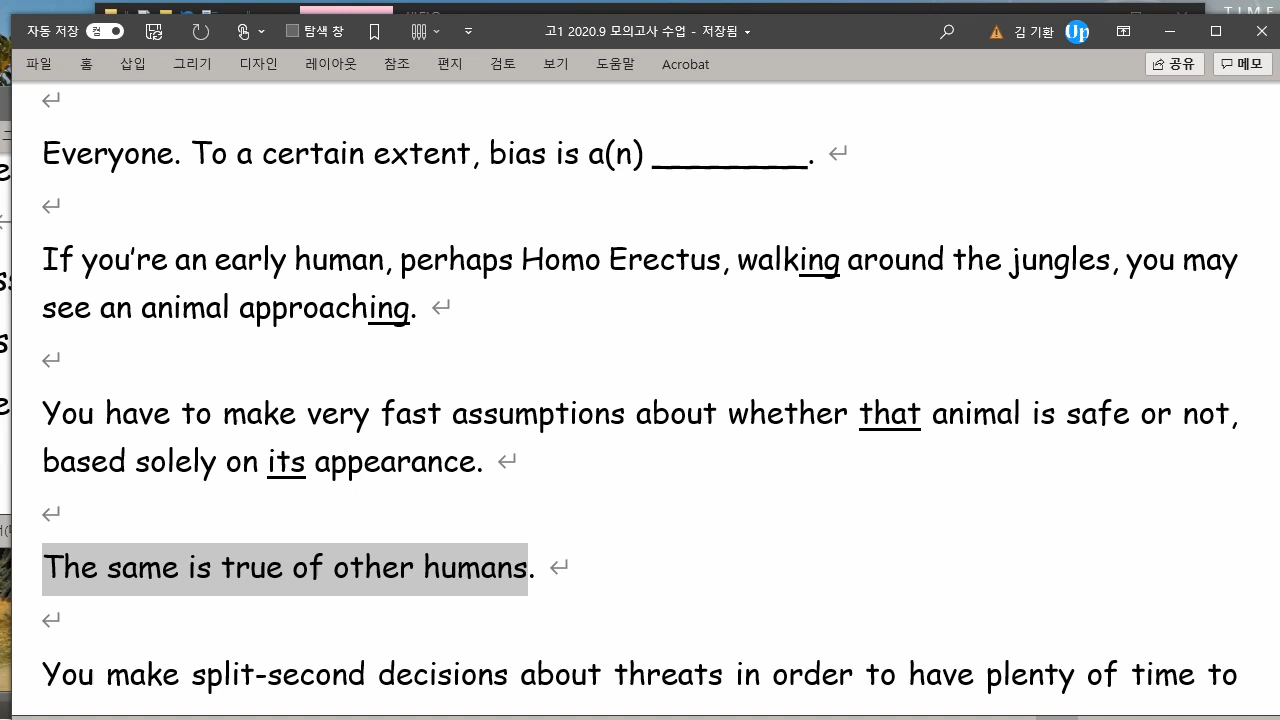 TIME
자동 저장 컴 탐색 창 고1 2020.9 모의고사 수업 - 저장됨 김 기환 Up
파일 홈 삽입 그리기 디자인 레이아웃 참조 편지 검토 보기 도움말 Acrobat 공유 메모
Everyone. To a certain extent, bias is a(n) _________.
If you're an early human, perhaps Homo Erectus, walking around the jungles, you may
see an animal approaching.
You have to make very fast assumptions about whether that animal is safe or not,
based solely on its appearance.
The same is true of other humans.
You make split-second decisions about threats in order to have plenty of time to